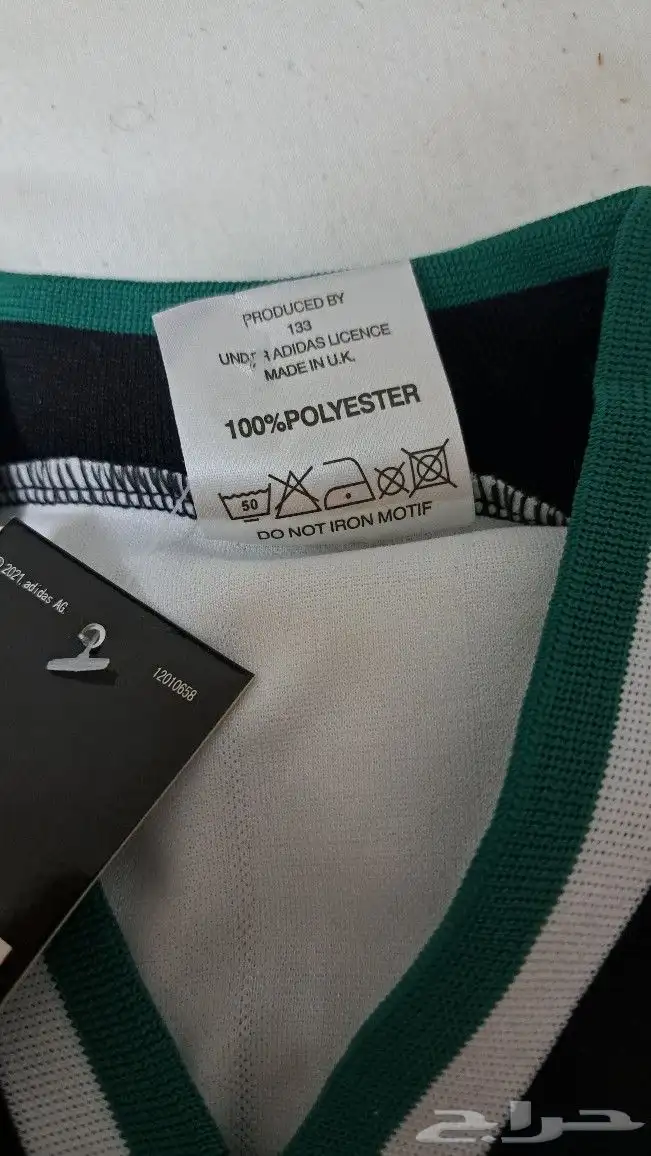 PRODUCED BY
133
UNDER ADIDAS LICENCE
MADE IN U.K.
100%POLYESTER
50
DO NOT IRON MOTIF
© 2021. adidas AG.
12010658
حراج